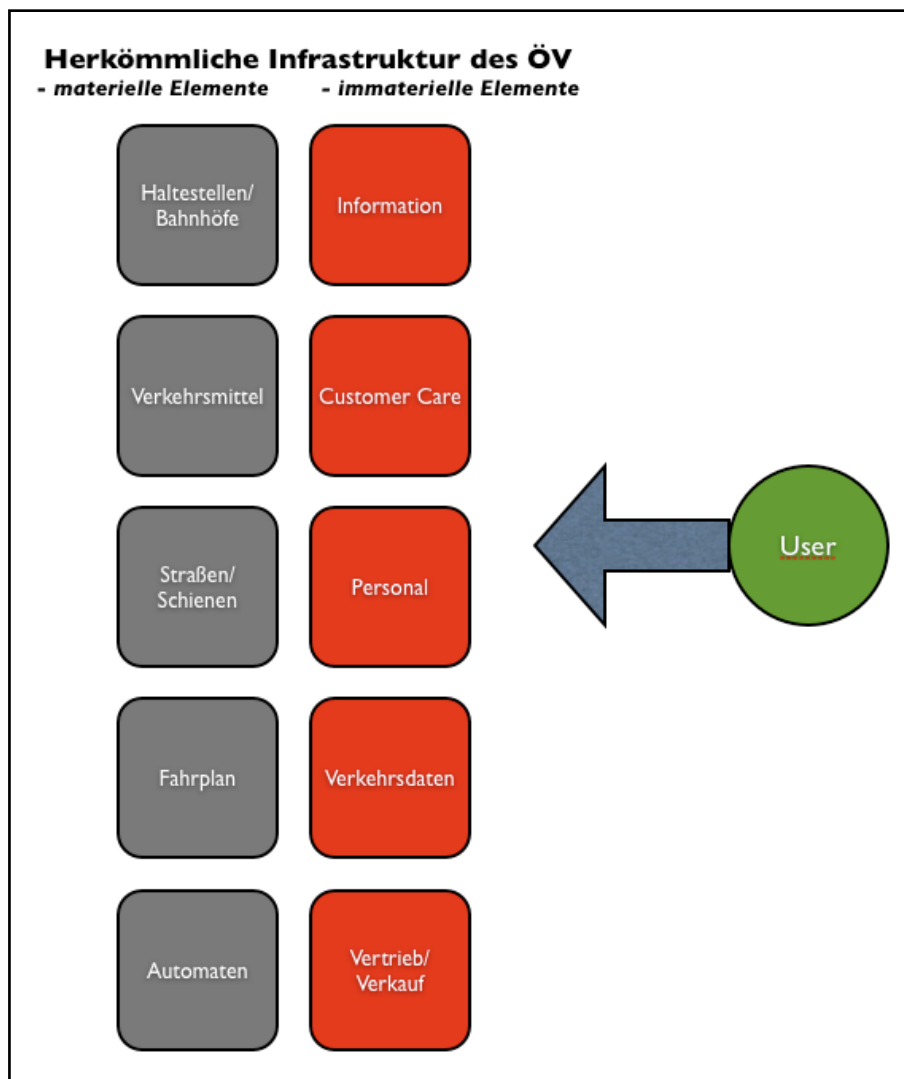 Herkömmliche Infrastruktur des ÖV
- materielle Elemente - immaterielle Elemente
Haltestellen/
Bahnhöfe
Information
Verkehrsmittel
Customer Care
Straßen/
Schienen
Personal
User
Fahrplan
Verkehrsdaten
Automaten
Vertrieb/
Verkauf